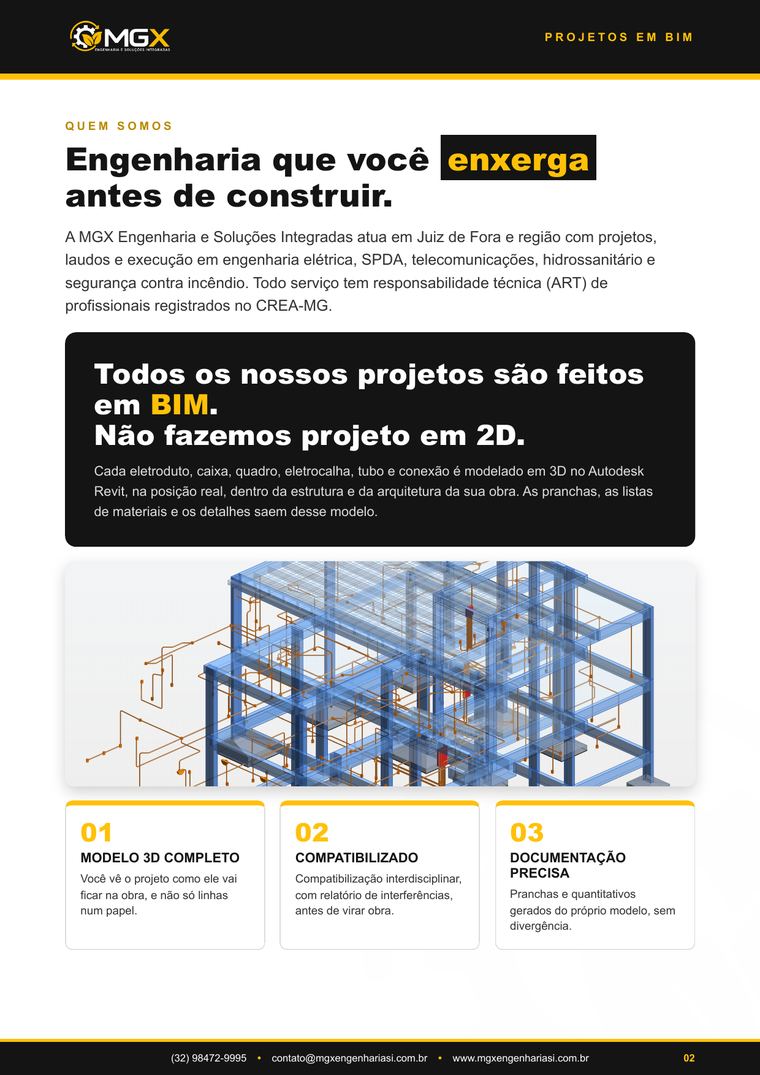 MGX
ENGENHARIA E SOLUÇÕES INTEGRADAS
PROJETOS EM BIM
QUEM SOMOS
Engenharia que você enxerga
antes de construir.
A MGX Engenharia e Soluções Integradas atua em Juiz de Fora e região com projetos,
laudos e execução em engenharia elétrica, SPDA, telecomunicações, hidrossanitário e
segurança contra incêndio. Todo serviço tem responsabilidade técnica (ART) de
profissionais registrados no CREA-MG.
Todos os nossos projetos são feitos
em BIM.
Não fazemos projeto em 2D.
Cada eletroduto, caixa, quadro, eletrocalha, tubo e conexão é modelado em 3D no Autodesk
Revit, na posição real, dentro da estrutura e da arquitetura da sua obra. As pranchas, as listas
de materiais e os detalhes saem desse modelo.
01
MODELO 3D COMPLETO
Você vê o projeto como ele vai
ficar na obra, e não só linhas
num papel.
02
COMPATIBILIZADO
Compatibilização interdisciplinar,
com relatório de interferências,
antes de virar obra.
03
DOCUMENTAÇÃO
PRECISA
Pranchas e quantitativos
gerados do próprio modelo, sem
divergência.
(32) 98472-9995 • contato@mgxengenhariasi.com.br • www.mgxengenhariasi.com.br 02